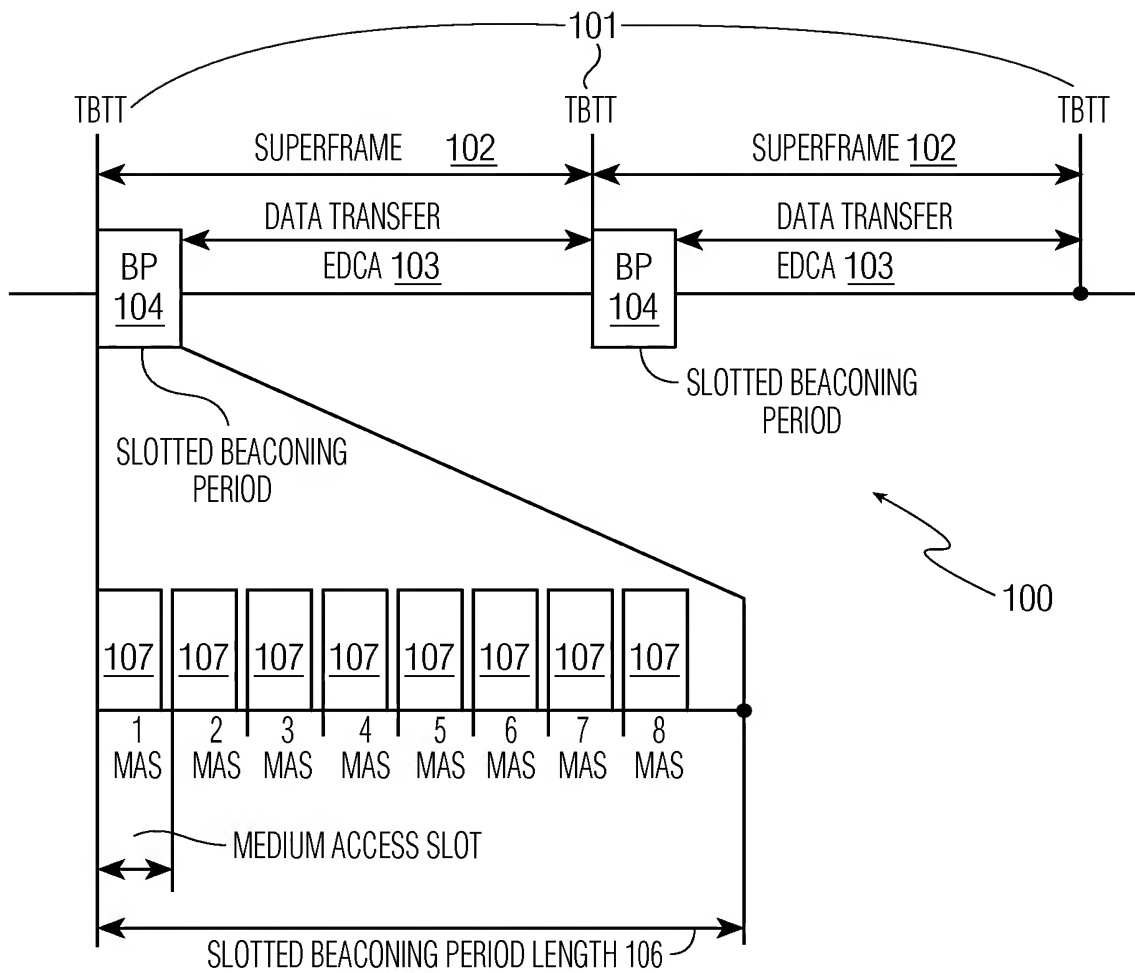 101
TBTT TBTT TBTT
SUPERFRAME 102 SUPERFRAME 102
DATA TRANSFER DATA TRANSFER
BP EDCA 103 BP EDCA 103
104 104
SLOTTED BEACONING
PERIOD
SLOTTED BEACONING
PERIOD
100
107 107 107 107 107 107 107 107
1 2 3 4 5 6 7 8
MAS MAS MAS MAS MAS MAS MAS MAS
MEDIUM ACCESS SLOT
SLOTTED BEACONING PERIOD LENGTH 106